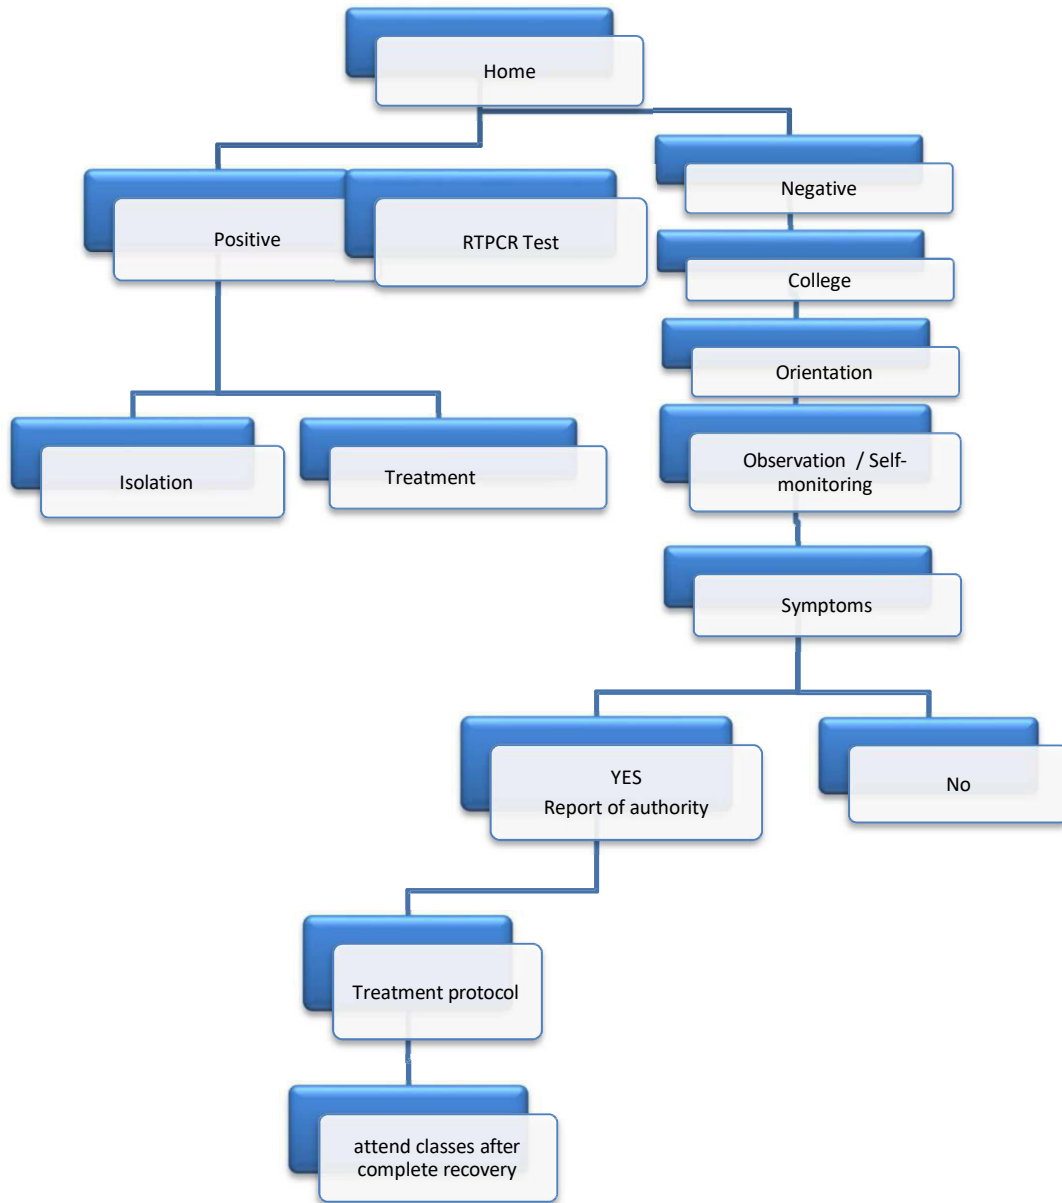 Home
Negative
Positive
RTPCR Test
College
Orientation
Observation / Self-
monitoring
Isolation
Treatment
Symptoms
YES
Report of authority
No
Treatment protocol
attend classes after
complete recovery